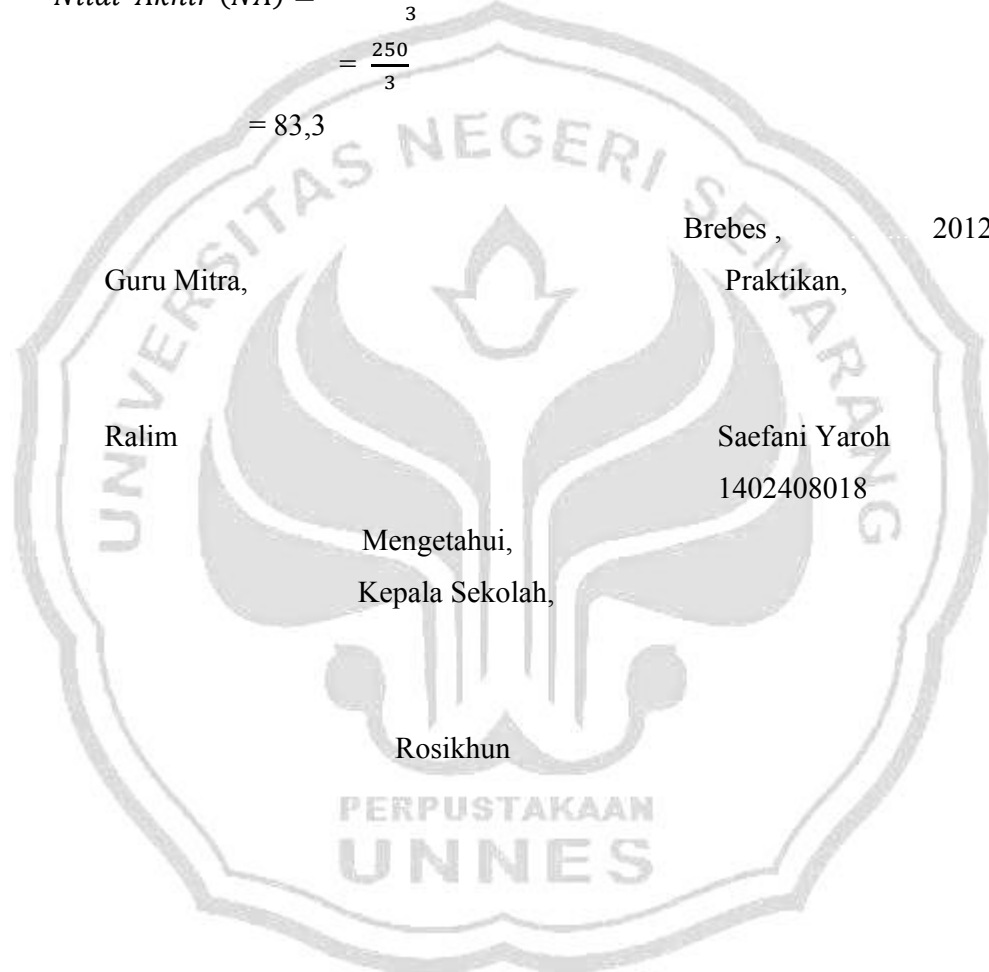 Nilai Akhir (NA) =
3
= 250
3
= 83,3
Brebes , 2012
Guru Mitra, Praktikan,
Ralim Saefani Yaroh
1402408018
Mengetahui,
Kepala Sekolah,
Rosikhun
UNIVERSITAS NEGERI SEMARANG
PERPUSTAKAAN
UNNES